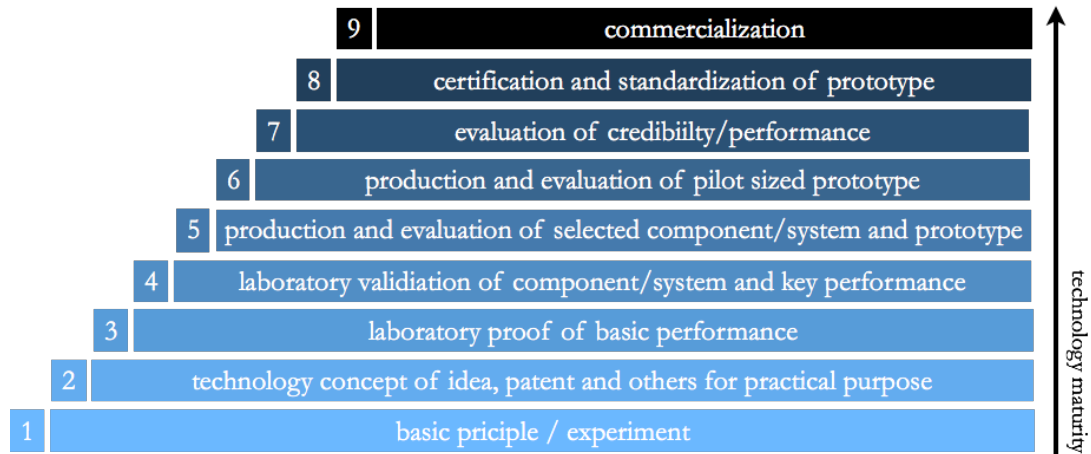 9 commercialization
8 certification and standardization of prototype
7 evaluation of credibiilty/performance
6 production and evaluation of pilot sized prototype
5 production and evaluation of selected component/system and prototype
4 laboratory validiation of component/system and key performance
3 laboratory proof of basic performance
2 technology concept of idea, patent and others for practical purpose
1 basic priciple / experiment
technology maturity